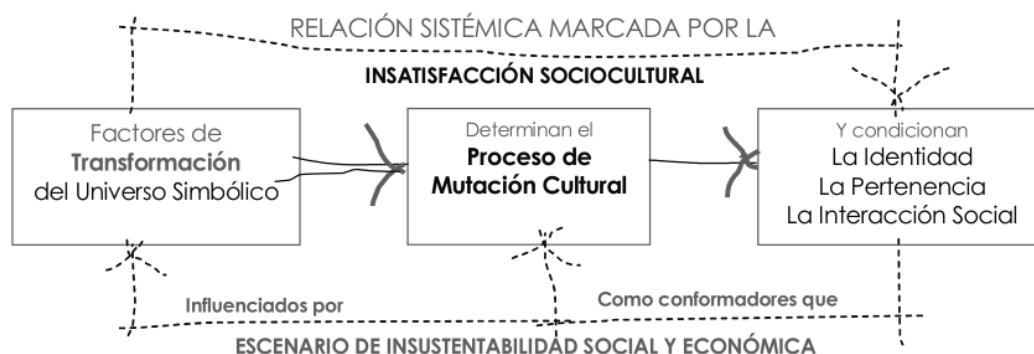 RELACIÓN SISTÉMICA MARCADA POR LA
INSATISFACCIÓN SOCIOCULTURAL
Factores de
Transformación
del Universo Simbólico
Determinan el
Proceso de
Mutación Cultural
Y condicionan
La Identidad
La Pertenencia
La Interacción Social
Influenciados por
Como conformadores que
ESCENARIO DE INSUSTENTABILIDAD SOCIAL Y ECONÓMICA